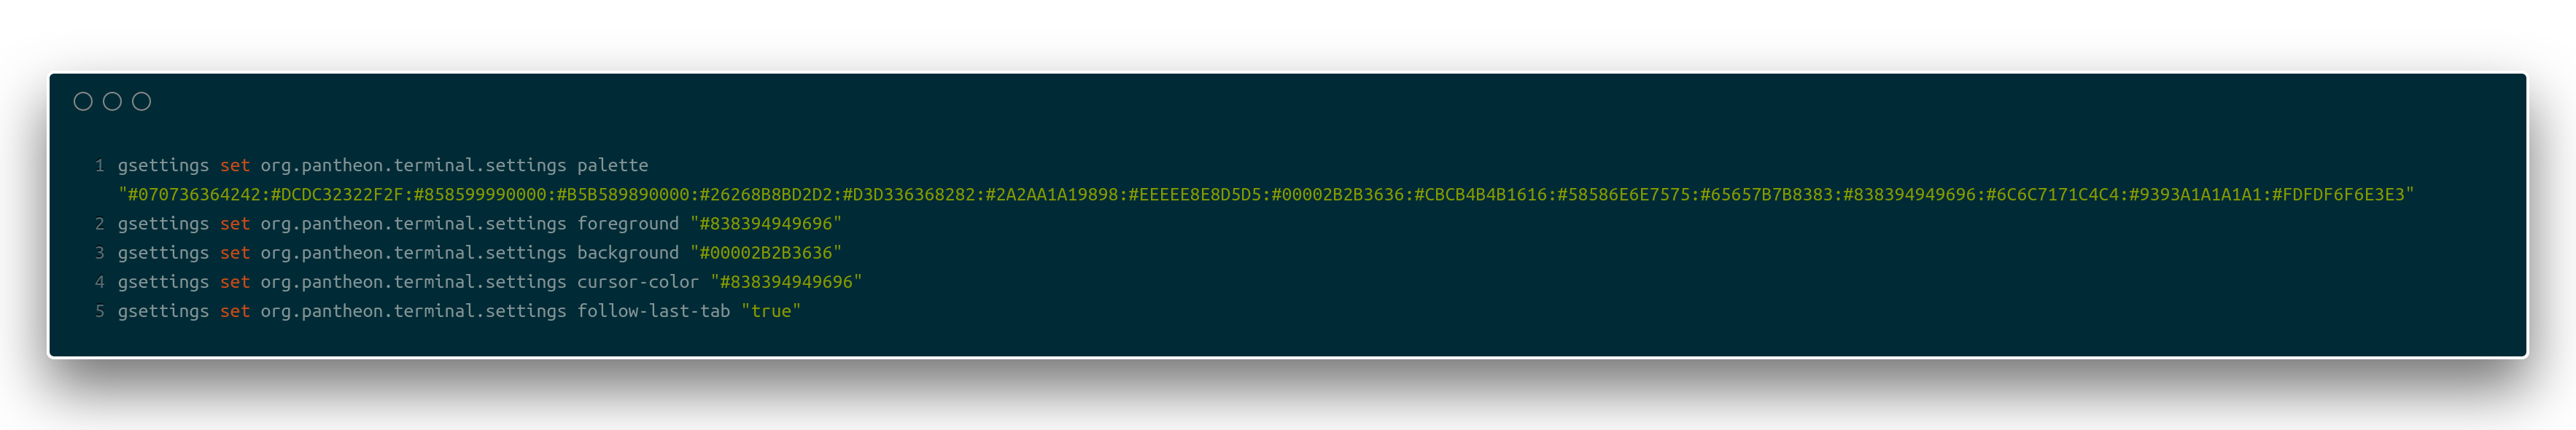 1 gsettings set org.pantheon.terminal.settings palette
"#070736364242:#DCDC32322F2F:#858599990000:#B5B589890000:#26268B8BD2D2:#D3D336368282:#2A2AA1A19898:#EEEEE8E8D5D5:#00002B2B3636:#CBCB4B4B1616:#58586E6E7575:#65657B7B8383:#838394949696:#6C6C7171C4C4:#9393A1A1A1A1:#FDFDF6F6E3E3"
2 gsettings set org.pantheon.terminal.settings foreground "#838394949696"
3 gsettings set org.pantheon.terminal.settings background "#00002B2B3636"
4 gsettings set org.pantheon.terminal.settings cursor-color "#838394949696"
5 gsettings set org.pantheon.terminal.settings follow-last-tab "true"